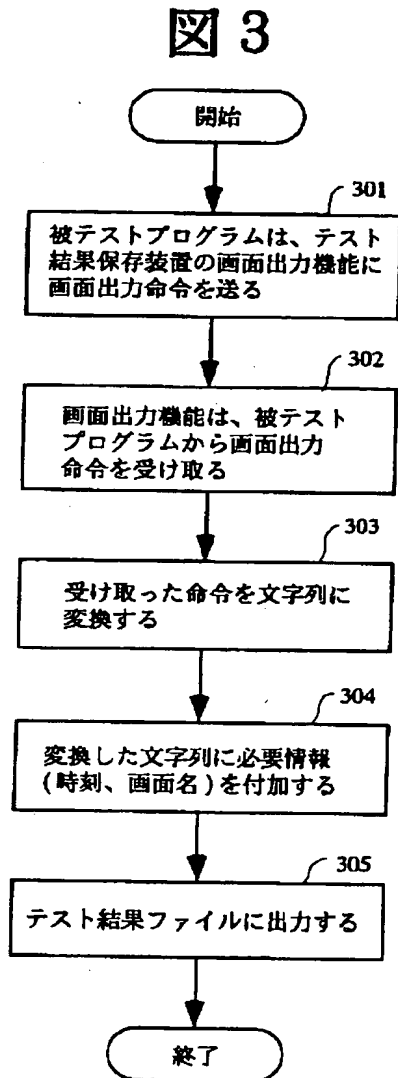 図3
開始
301
被テストプログラムは、テスト
結果保存装置の画面出力機能に
画面出力命令を送る
302
画面出力機能は、被テスト
プログラムから画面出力
命令を受け取る
303
受け取った命令を文字列に
変換する
304
変換した文字列に必要情報
(時刻、画面名)を付加する
305
テスト結果ファイルに出力する
終了